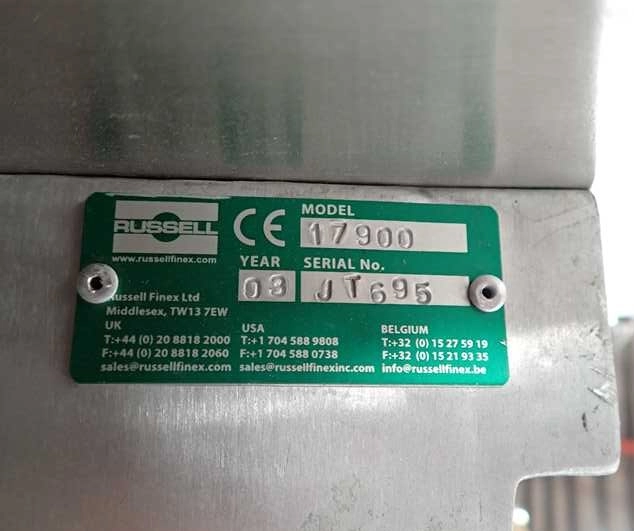 RUSSELL
CE
MODEL
17900
www.russellfinex.com
YEAR
SERIAL No.
03
JT695
Russell Finex Ltd
Middlesex, TW13 7EW
UK
T:+44 (0) 20 8818 2000
F:+44 (0) 20 8818 2060
sales@russellfinex.com
USA
T:+1 704 588 9808
F:+1 704 588 0738
sales@russellfinexinc.com
BELGIUM
T:+32 (0) 15 27 59 19
F:+32 (0) 15 21 93 35
info@russellfinex.be